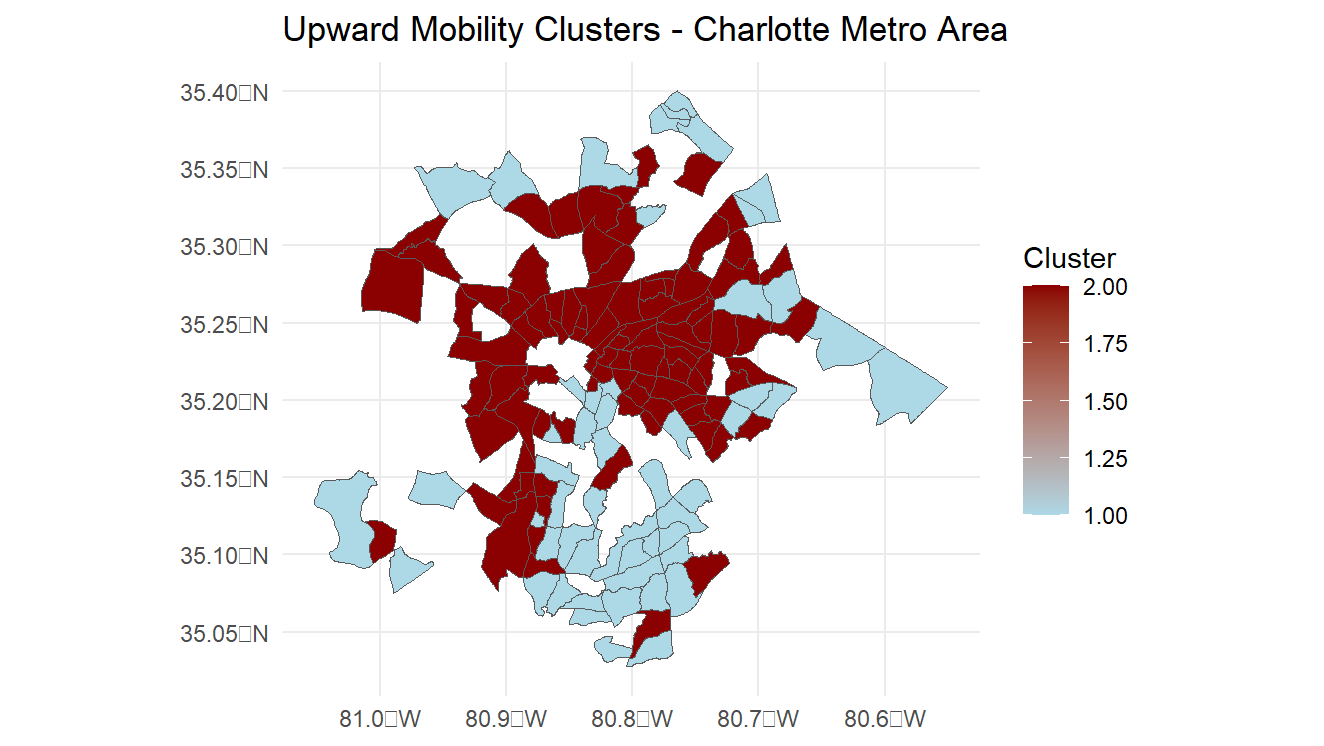 Upward Mobility Clusters - Charlotte Metro Area
35.40□N
35.35□N
35.30□N
35.25□N
35.20□N
35.15□N
35.10□N
35.05□N
81.0□W 80.9□W 80.8□W 80.7□W 80.6□W
Cluster
2.00
1.75
1.50
1.25
1.00